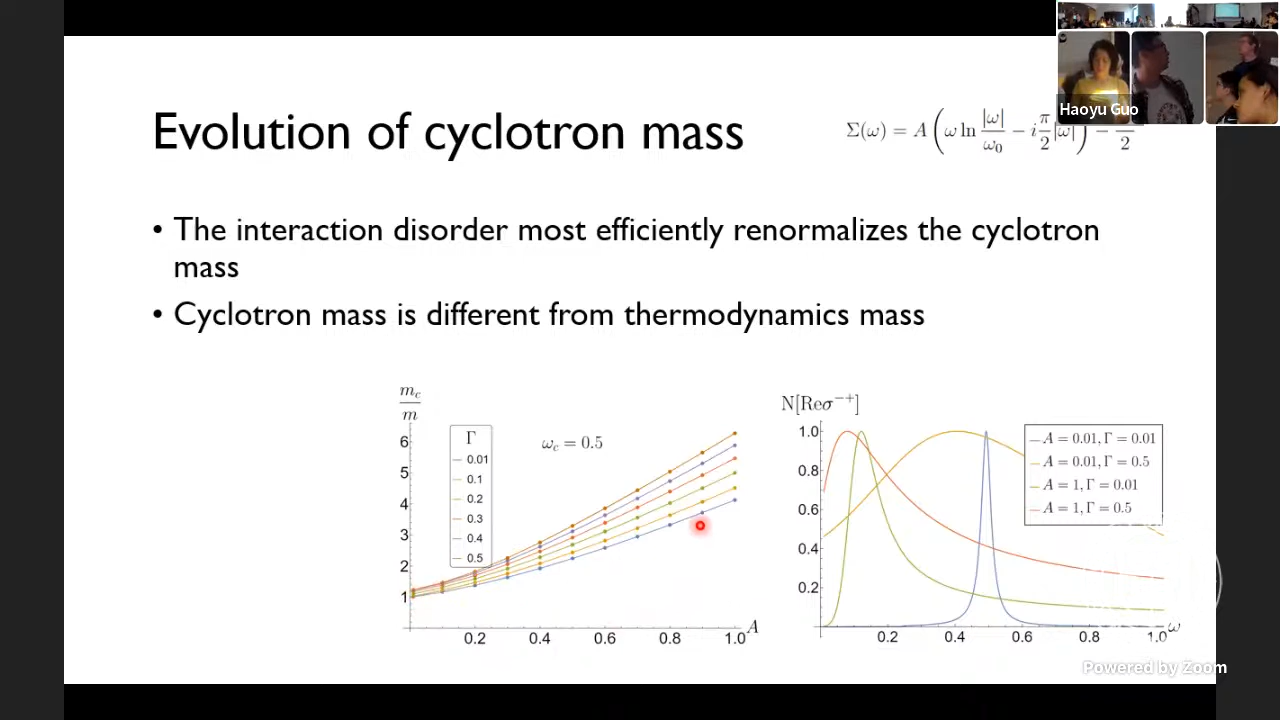 Haoyu Guo
Evolution of cyclotron mass
Σ(ω) = A ( ω ln |ω|/ω₀ − i π/2 |ω| ) −  /2
• The interaction disorder most efficiently renormalizes the cyclotron
mass
• Cyclotron mass is different from thermodynamics mass
m_c/m
Γ
0.01
0.1
0.2
0.3
0.4
0.5
ω_c = 0.5
6
5
4
3
2
1
0.2 0.4 0.6 0.8 1.0 A
N[Reσ⁻⁺]
1.0
0.8
0.6
0.4
0.2
A = 0.01, Γ = 0.01
A = 0.01, Γ = 0.5
A = 1, Γ = 0.01
A = 1, Γ = 0.5
0.2 0.4 0.6 0.8 1.0 ω
Powered by Zoom